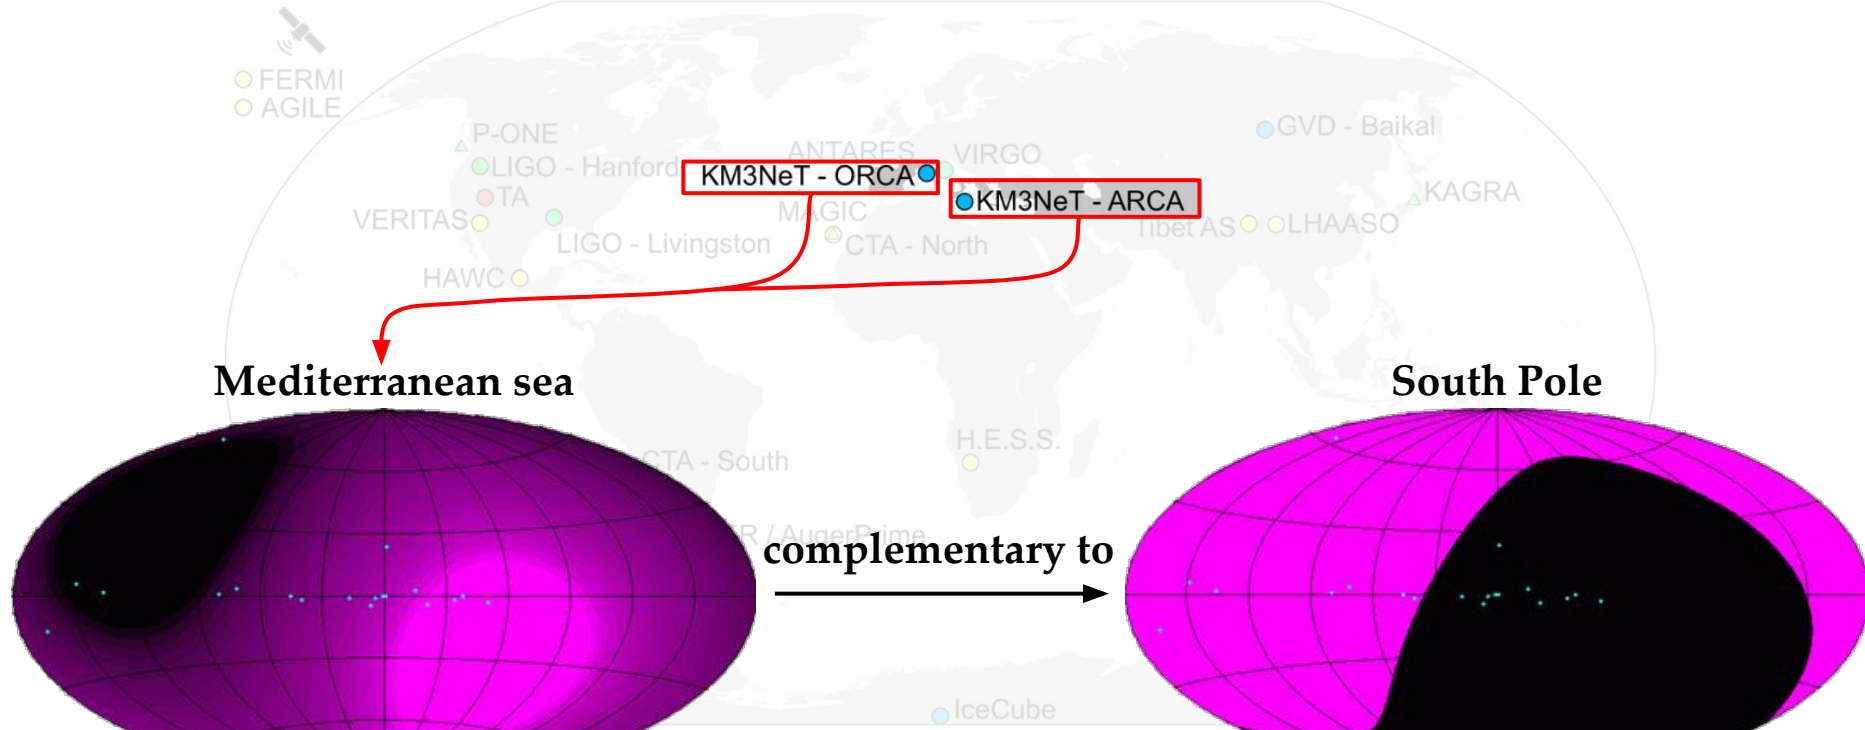 FERMI
AGILE
P-ONE
LIGO - Hanford
TA
VERITAS
LIGO - Livingston
HAWC
ANTARES
VIRGO
KM3NeT - ORCA
KM3NeT - ARCA
MAGIC
CTA - North
GVD - Baikal
KAGRA
Tibet AS
LHAASO
Mediterranean sea
South Pole
CTA - South
H.E.S.S.
R / AugerPrime
complementary to
IceCube